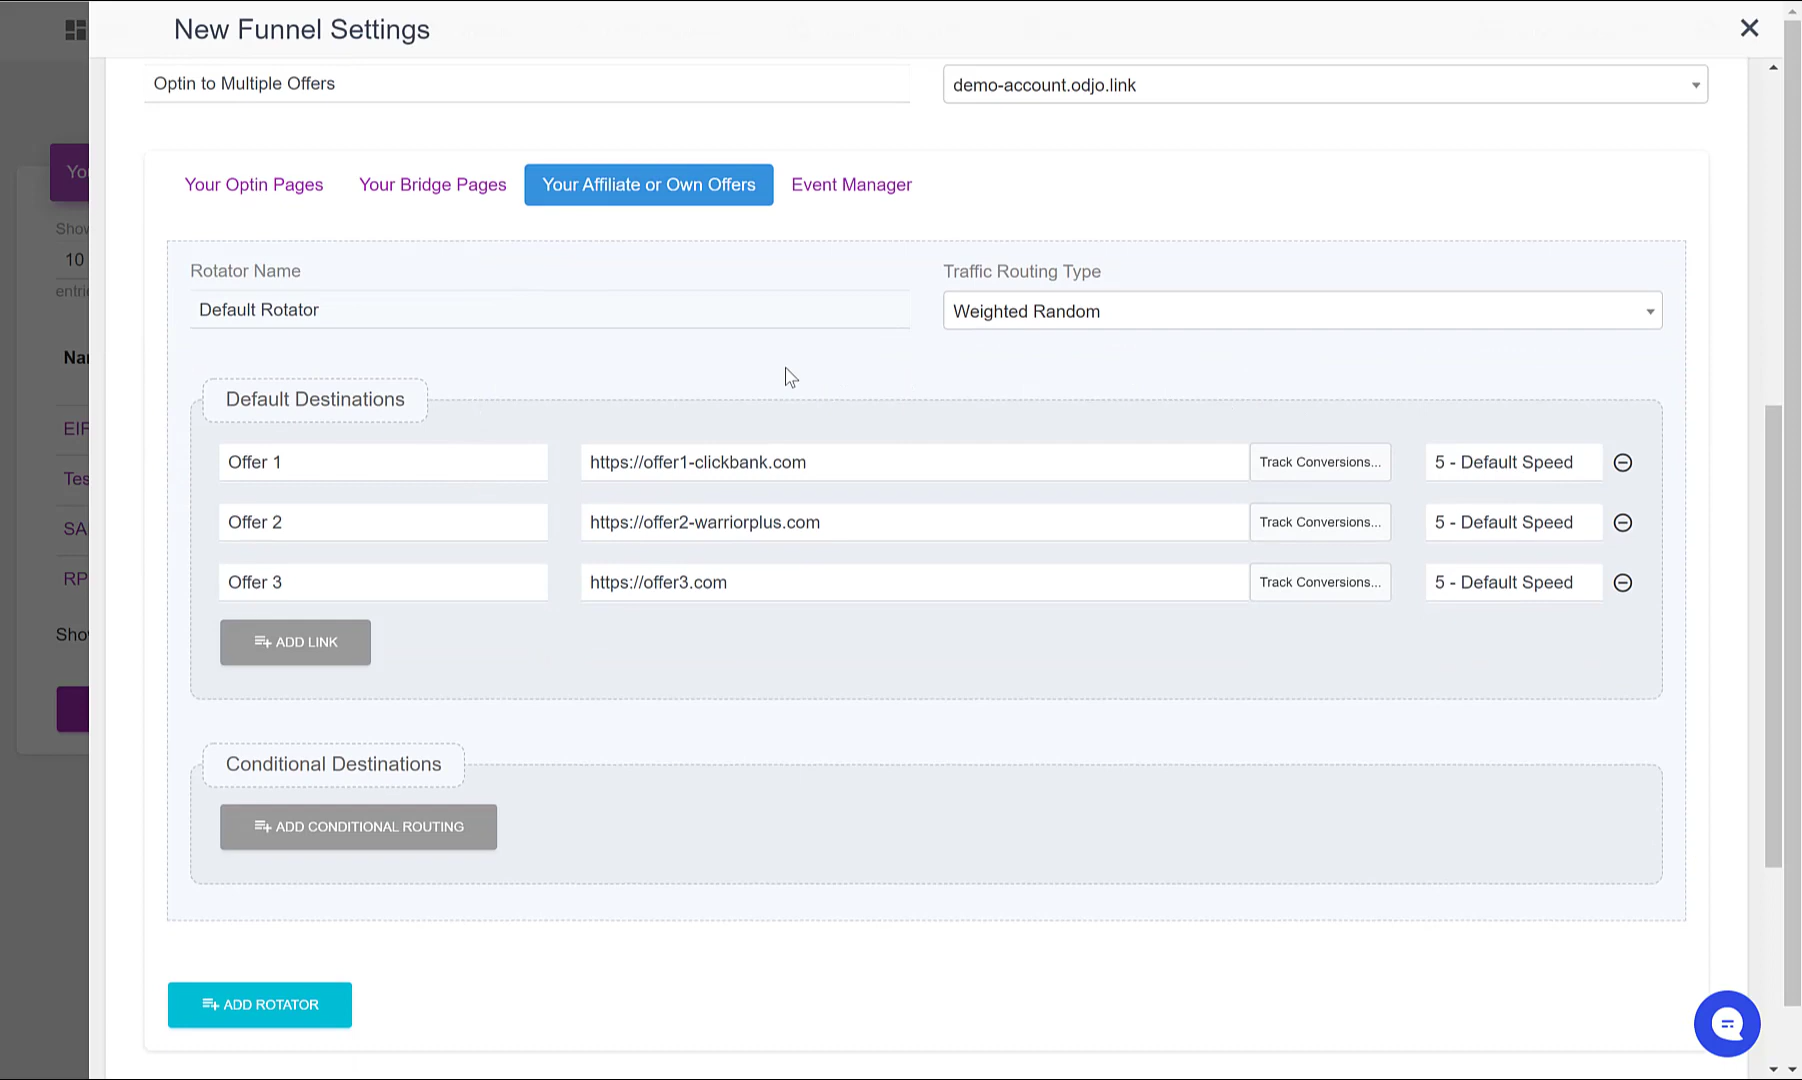 New Funnel Settings
Optin to Multiple Offers
demo-account.odjo.link
Your Optin Pages
Your Bridge Pages
Your Affiliate or Own Offers
Event Manager
Rotator Name
Traffic Routing Type
Default Rotator
Weighted Random
Default Destinations
Offer 1
https://offer1-clickbank.com
Track Conversions...
5 - Default Speed
Offer 2
https://offer2-warriorplus.com
Track Conversions...
5 - Default Speed
Offer 3
https://offer3.com
Track Conversions...
5 - Default Speed
ADD LINK
Conditional Destinations
ADD CONDITIONAL ROUTING
ADD ROTATOR
10